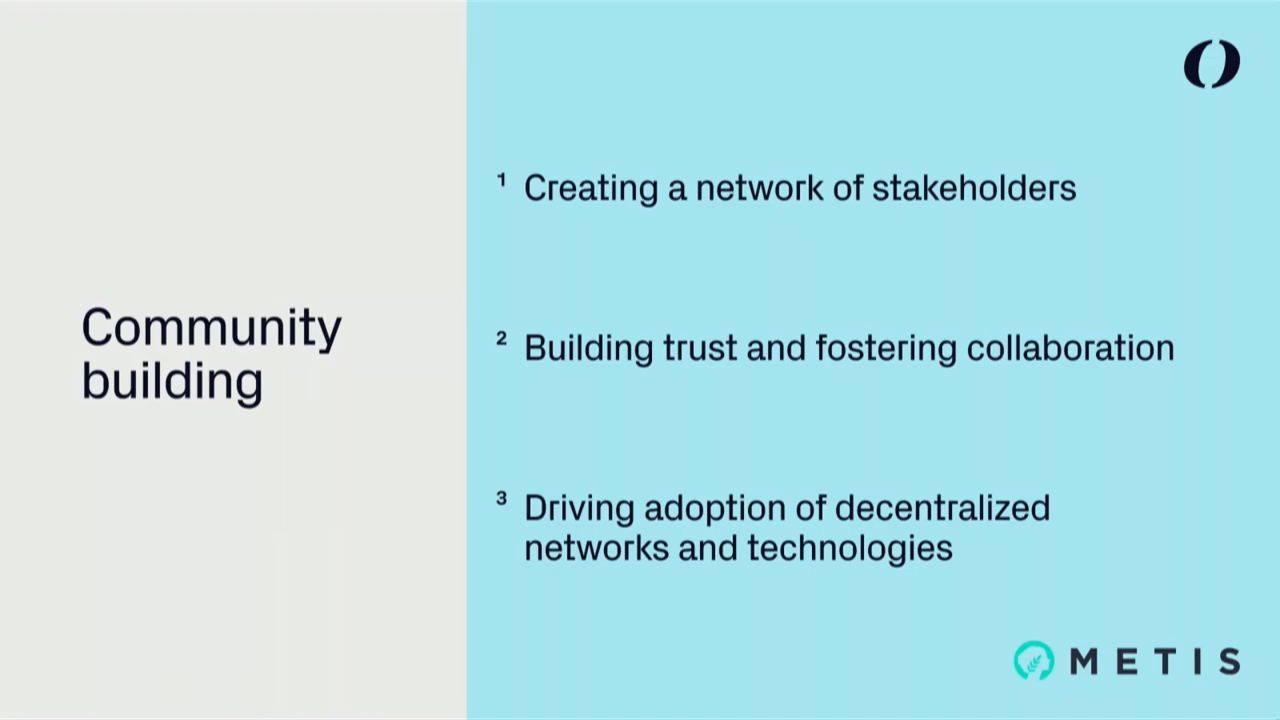 Community
building
¹ Creating a network of stakeholders
² Building trust and fostering collaboration
³ Driving adoption of decentralized
networks and technologies
METIS